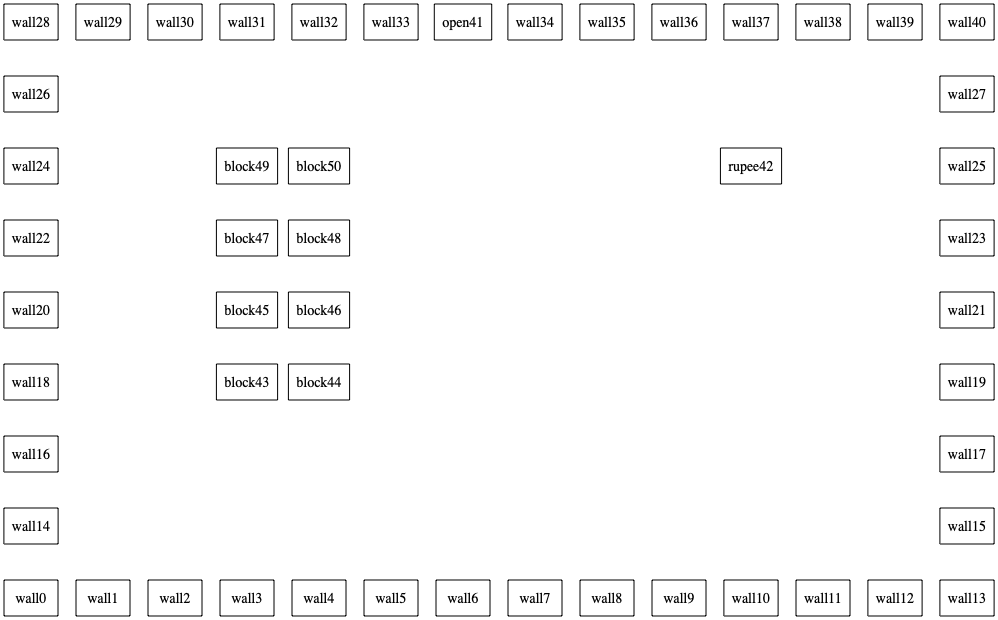 wall28 wall29 wall30 wall31 wall32 wall33 open41 wall34 wall35 wall36 wall37 wall38 wall39 wall40
wall26 wall27
wall24 block49 block50 rupee42 wall25
wall22 block47 block48 wall23
wall20 block45 block46 wall21
wall18 block43 block44 wall19
wall16 wall17
wall14 wall15
wall0 wall1 wall2 wall3 wall4 wall5 wall6 wall7 wall8 wall9 wall10 wall11 wall12 wall13